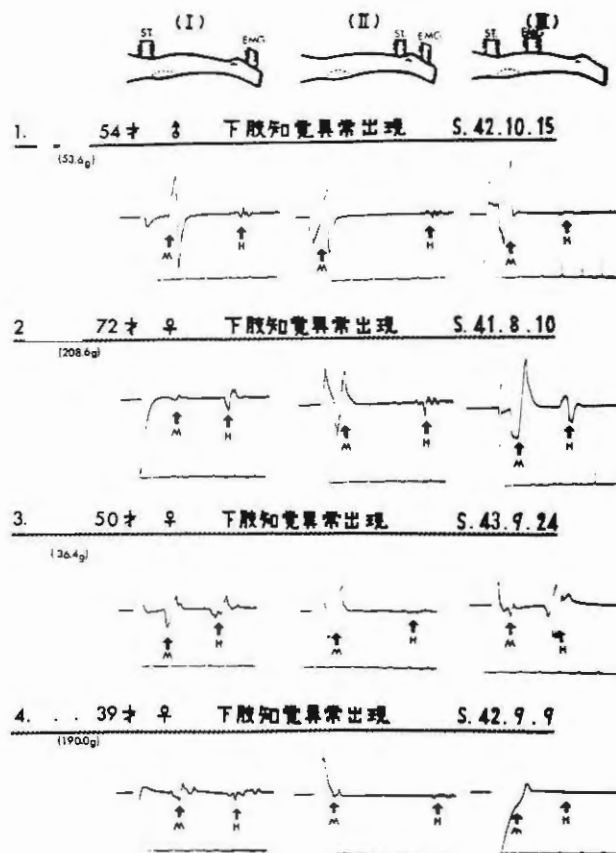 (I) (II) (III)
ST. EMG ST. EMG ST. EMG
1. 54才 ♂ 下肢知覚異常出現 S.42.10.15
(53.6g)
M H M H M H
2 72才 ♀ 下肢知覚異常出現 S.41.8.10
(208.6g)
M H M H M H
3. 50才 ♀ 下肢知覚異常出現 S.43.9.24
(36.4g)
M H M H M H
4. 39才 ♀ 下肢知覚異常出現 S.42.9.9
(190.0g)
M H M H M H